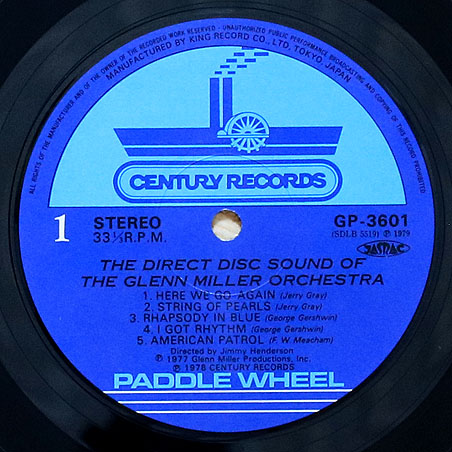 ALL RIGHTS OF THE MANUFACTURER AND OF THE OWNER OF THE RECORDED WORK RESERVED · UNAUTHORIZED PUBLIC PERFORMANCE BROADCASTING AND COPYING OF THIS RECORD PROHIBITED
MANUFACTURED BY KING RECORD CO., LTD, TOKYO, JAPAN
CENTURY RECORDS
1 STEREO GP-3601
33⅓ R.P.M. (SDLB 5519) ℗ 1979
JASRAC
THE DIRECT DISC SOUND OF
THE GLENN MILLER ORCHESTRA
1. HERE WE GO AGAIN (Jerry Gray)
2. STRING OF PEARLS (Jerry Gray)
3. RHAPSODY IN BLUE (George Gershwin)
4. I GOT RHYTHM (George Gershwin)
5. AMERICAN PATROL (F. W. Meacham)
Directed by Jimmy Henderson
℗ 1977 Glenn Miller Productions, Inc.
℗ 1978 CENTURY RECORDS
PADDLE WHEEL